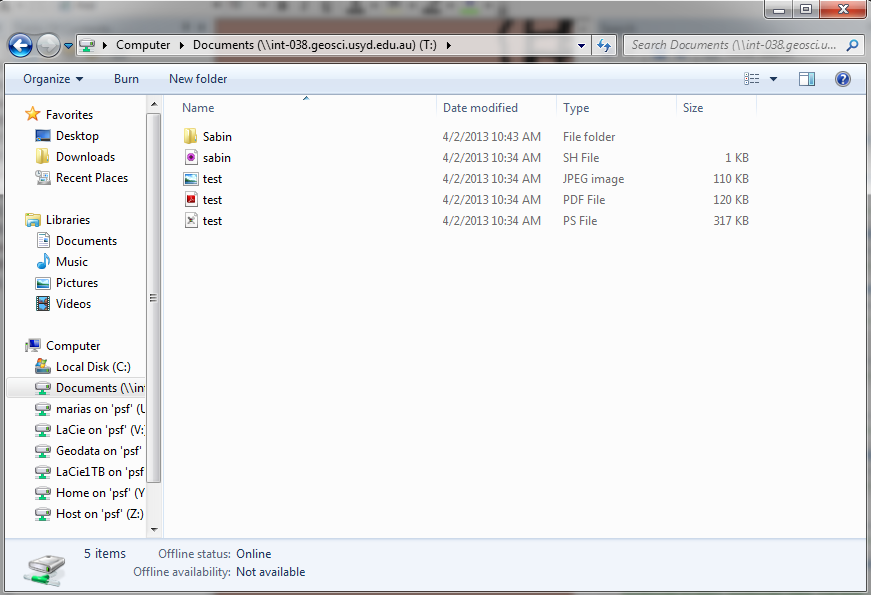 Computer Documents (\\int-038.geosci.usyd.edu.au) (T:)
Search Documents (\\int-038.geosci.u...
Organize Burn New folder
Favorites
Desktop
Downloads
Recent Places
Libraries
Documents
Music
Pictures
Videos
Computer
Local Disk (C:)
Documents (\\int
marias on 'psf' (U
LaCie on 'psf' (V:
Geodata on 'psf'
LaCie1TB on 'psf
Home on 'psf' (Y
Host on 'psf' (Z:)
Name Date modified Type Size
Sabin 4/2/2013 10:43 AM File folder
sabin 4/2/2013 10:34 AM SH File 1 KB
test 4/2/2013 10:34 AM JPEG image 110 KB
test 4/2/2013 10:34 AM PDF File 120 KB
test 4/2/2013 10:34 AM PS File 317 KB
5 items Offline status: Online
Offline availability: Not available